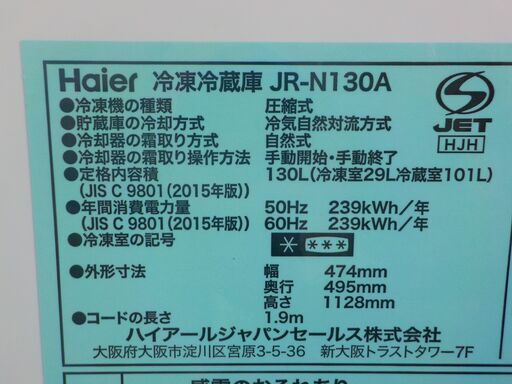 Haier 冷凍冷蔵庫 JR-N130A
JET
HJH
●冷凍機の種類 圧縮式
●貯蔵庫の冷却方式 冷気自然対流方式
●冷却器の霜取り方式 自然式
●冷却器の霜取り操作方法 手動開始・手動終了
●定格内容積 130L(冷凍室29L冷蔵室101L)
(JIS C 9801(2015年版))
●年間消費電力量 50Hz 239kWh/年
(JIS C 9801(2015年版)) 60Hz 239kWh/年
●冷凍室の記号 * ***
●外形寸法 幅 474mm
奥行 495mm
高さ 1128mm
●コードの長さ 1.9m
ハイアールジャパンセールス株式会社
大阪府大阪市淀川区宮原3-5-36 新大阪トラストタワー7F
感電のおそれあり